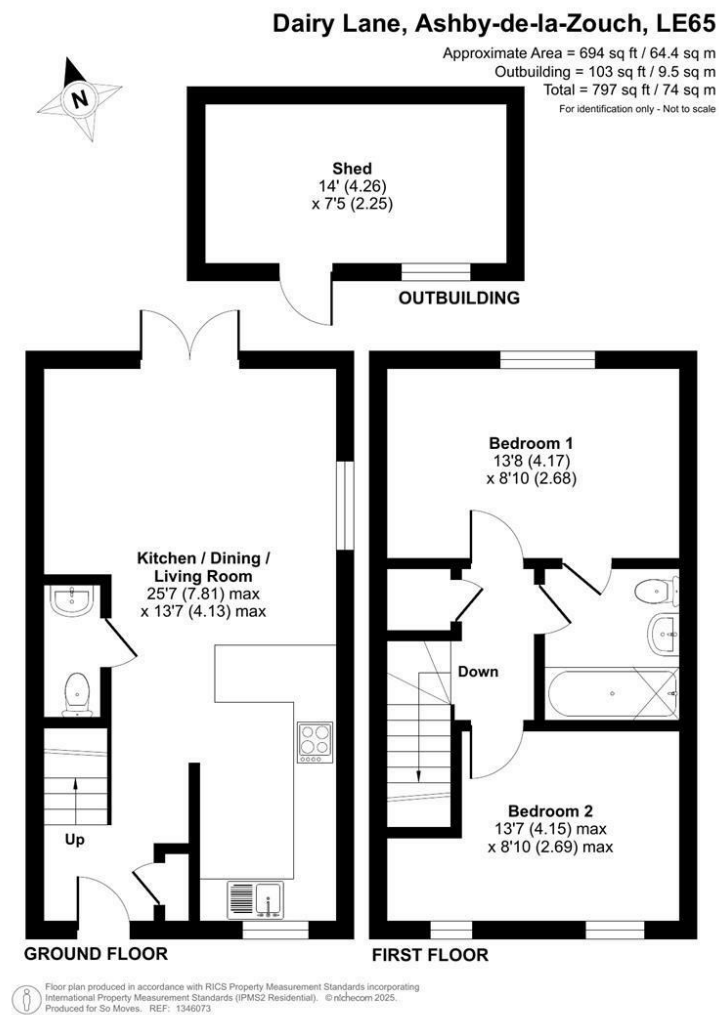 Dairy Lane, Ashby-de-la-Zouch, LE65
Approximate Area = 694 sq ft / 64.4 sq m
Outbuilding = 103 sq ft / 9.5 sq m
Total = 797 sq ft / 74 sq m
For identification only - Not to scale
N
Shed
14' (4.26)
x 7'5 (2.25)
OUTBUILDING
Kitchen / Dining /
Living Room
25'7 (7.81) max
x 13'7 (4.13) max
Up
GROUND FLOOR
Bedroom 1
13'8 (4.17)
x 8'10 (2.68)
Down
Bedroom 2
13'7 (4.15) max
x 8'10 (2.69) max
FIRST FLOOR
Floor plan produced in accordance with RICS Property Measurement Standards incorporating
International Property Measurement Standards (IPMS2 Residential). © nlchecom 2025.
Produced for So Moves. REF: 1346073